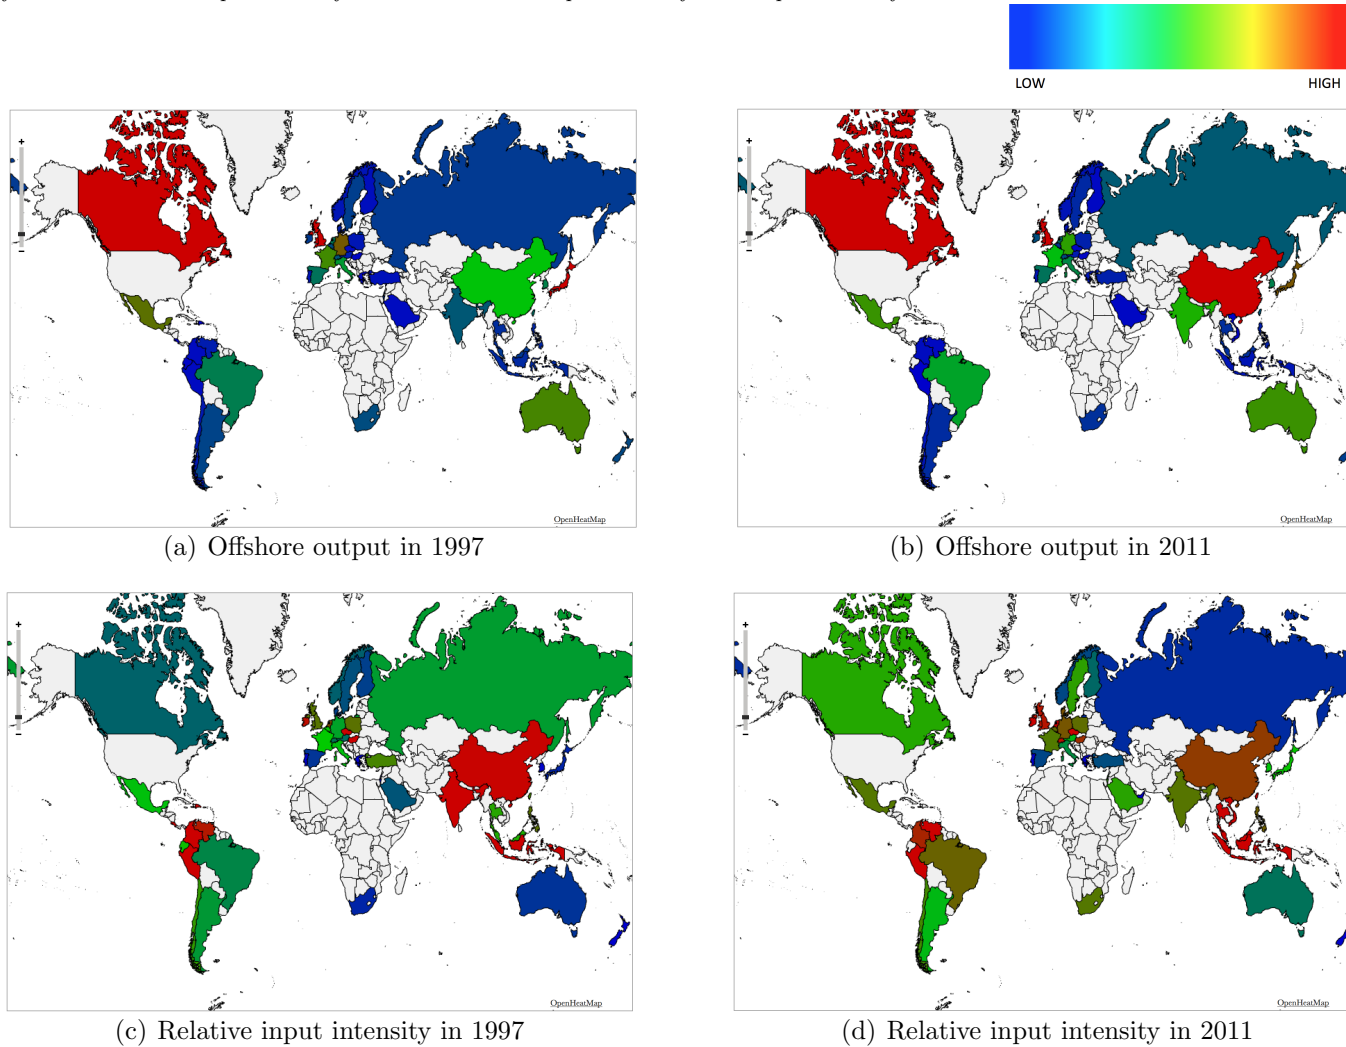 LOW HIGH
+
−
OpenHeatMap
+
−
OpenHeatMap
(a) Offshore output in 1997
(b) Offshore output in 2011
+
−
OpenHeatMap
+
−
OpenHeatMap
(c) Relative input intensity in 1997
(d) Relative input intensity in 2011